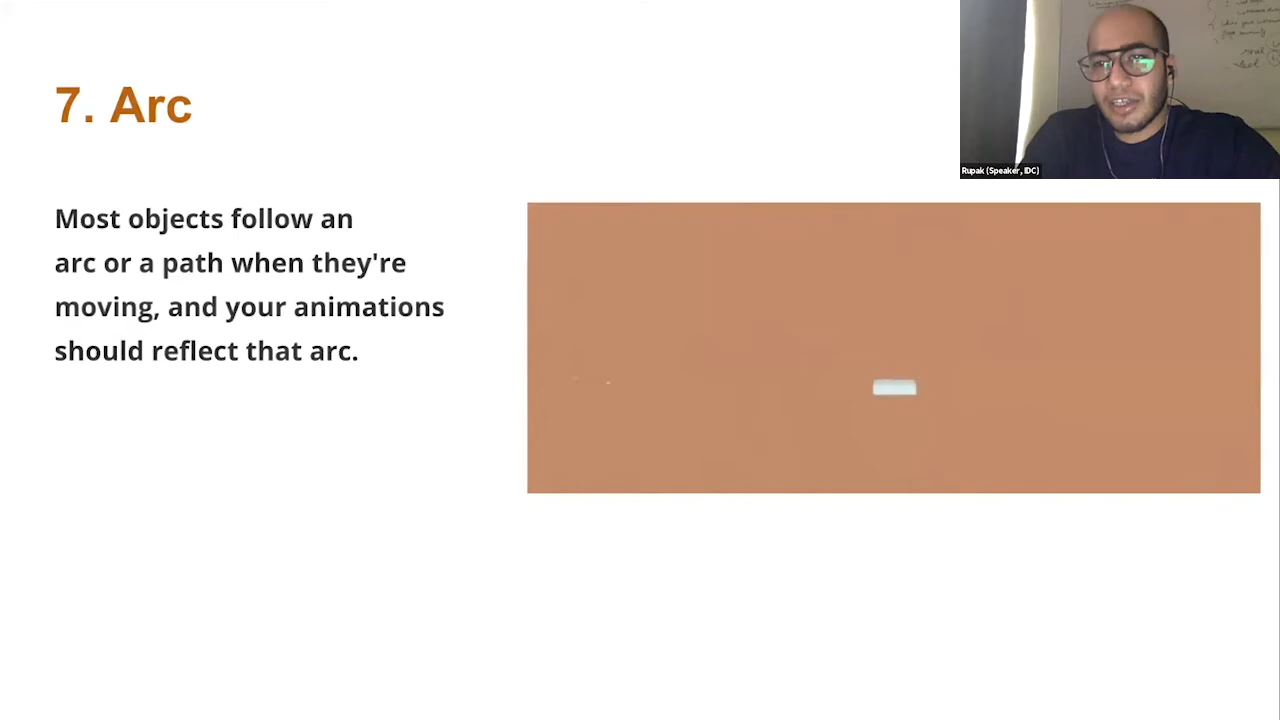 7. Arc
Most objects follow an
arc or a path when they're
moving, and your animations
should reflect that arc.
Rupak (Speaker, IDC)